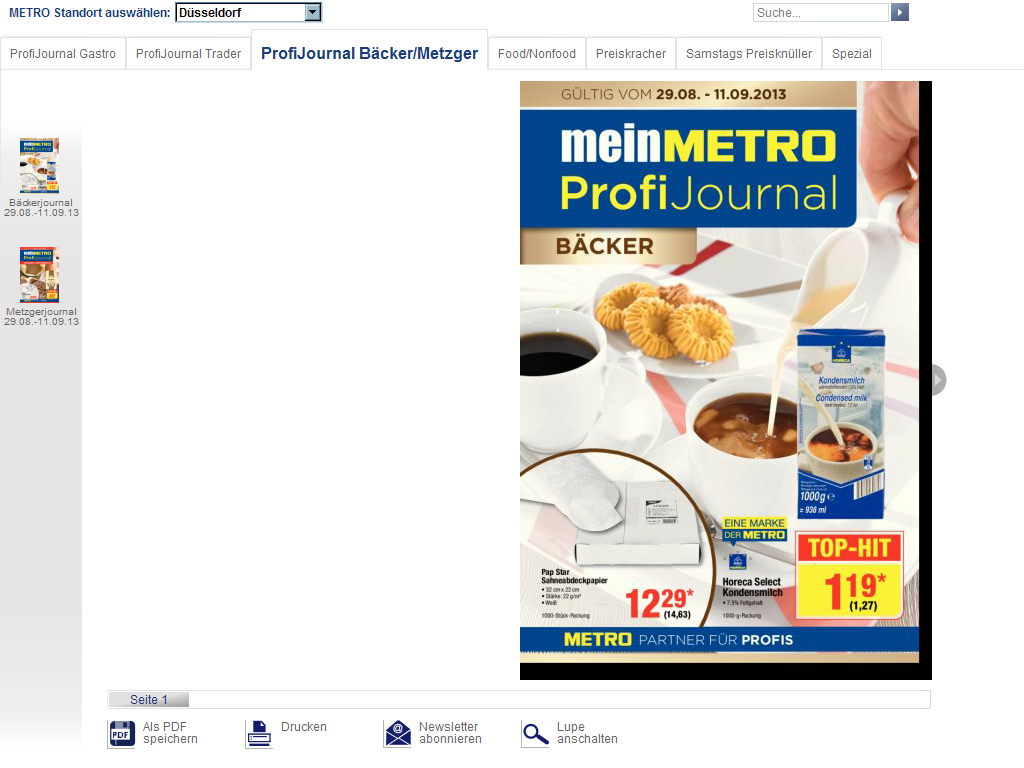 METRO Standort auswählen: Düsseldorf
Suche...
ProfiJournal Gastro
ProfiJournal Trader
ProfiJournal Bäcker/Metzger
Food/Nonfood
Preiskracher
Samstags Preisknüller
Spezial
Bäckerjournal
29.08.-11.09.13
Metzgerjournal
29.08.-11.09.13
GÜLTIG VOM 29.08. - 11.09.2013
meinMETRO
ProfiJournal
BÄCKER
HORECA
Kondensmilch
Condensed milk
1000g e
= 938 ml
EINE MARKE
DER METRO
TOP-HIT
1 19*
(1,27)
Pap Star
Sahneabdeckpapier
• 32 cm x 22 cm
• Stärke: 22 g/m²
• Weiß
1000-Stück-Packung
12 29*
(14,63)
Horeca Select
Kondensmilch
• 7,5% Fettgehalt
1000-g-Packung
METRO PARTNER FÜR PROFIS
Seite 1
PDF
Als PDF
speichern
Drucken
Newsletter
abonnieren
Lupe
anschalten